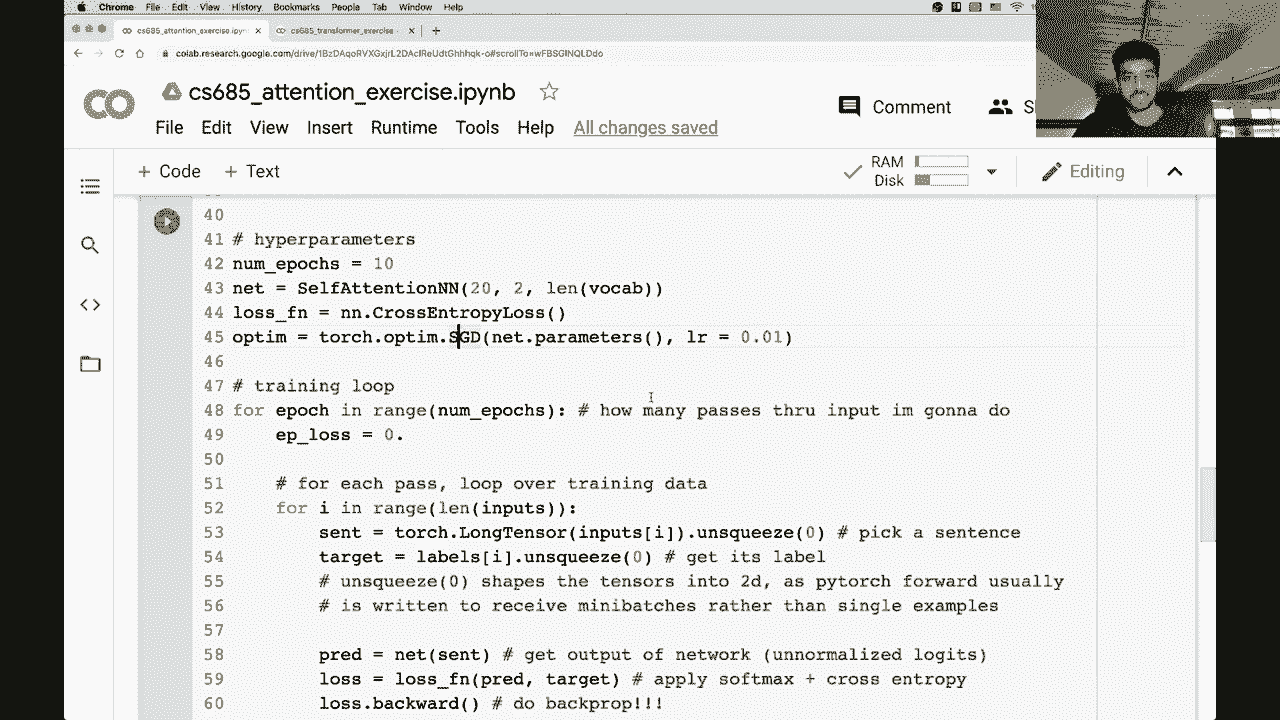 Chrome File Edit View History Bookmarks People Tab Window Help
cs685_attention_exercise.ipynb
cs685_transformer_exercise
colab.research.google.com/drive/1BzDAqoRVXGxjrL2DAcIReUdtGhhhqk-o#scrollTo=wFBSGINQLDdo
CO
cs685_attention_exercise.ipynb
Comment
S
File Edit View Insert Runtime Tools Help All changes saved
+ Code + Text
RAM
Disk
Editing
40
41 # hyperparameters
42 num_epochs = 10
43 net = SelfAttentionNN(20, 2, len(vocab))
44 loss_fn = nn.CrossEntropyLoss()
45 optim = torch.optim.SGD(net.parameters(), lr = 0.01)
46
47 # training loop
48 for epoch in range(num_epochs): # how many passes thru input im gonna do
49 ep_loss = 0.
50
51 # for each pass, loop over training data
52 for i in range(len(inputs)):
53 sent = torch.LongTensor(inputs[i]).unsqueeze(0) # pick a sentence
54 target = labels[i].unsqueeze(0) # get its label
55 # unsqueeze(0) shapes the tensors into 2d, as pytorch forward usually
56 # is written to receive minibatches rather than single examples
57
58 pred = net(sent) # get output of network (unnormalized logits)
59 loss = loss_fn(pred, target) # apply softmax + cross entropy
60 loss.backward() # do backprop!!!